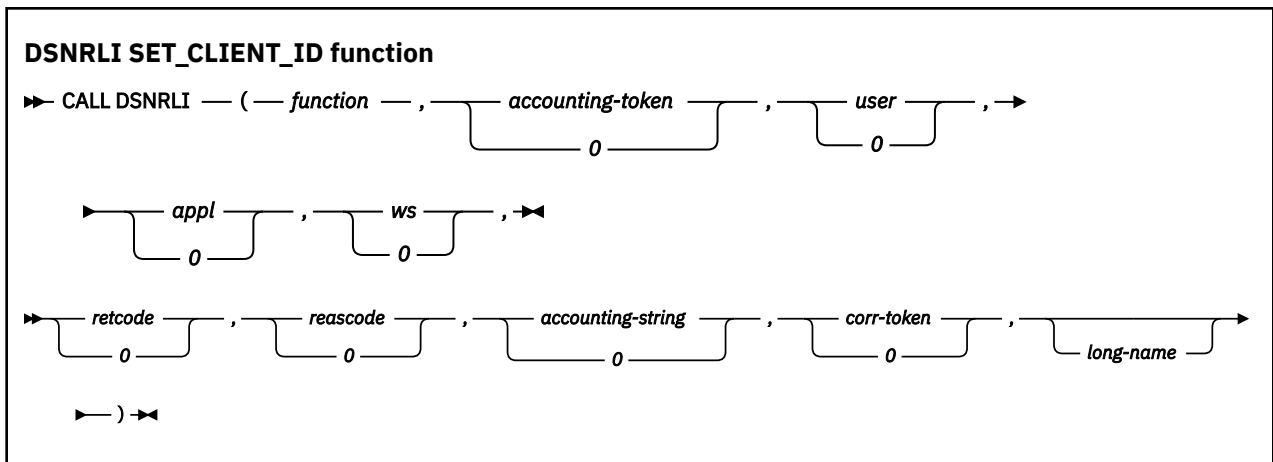 DSNRLI SET_CLIENT_ID function
CALL DSNRLI ( function , accounting-token , user ,
0 0
appl , ws ,
0 0
retcode , reascode , accounting-string , corr-token ,
0 0 0 0 long-name
)